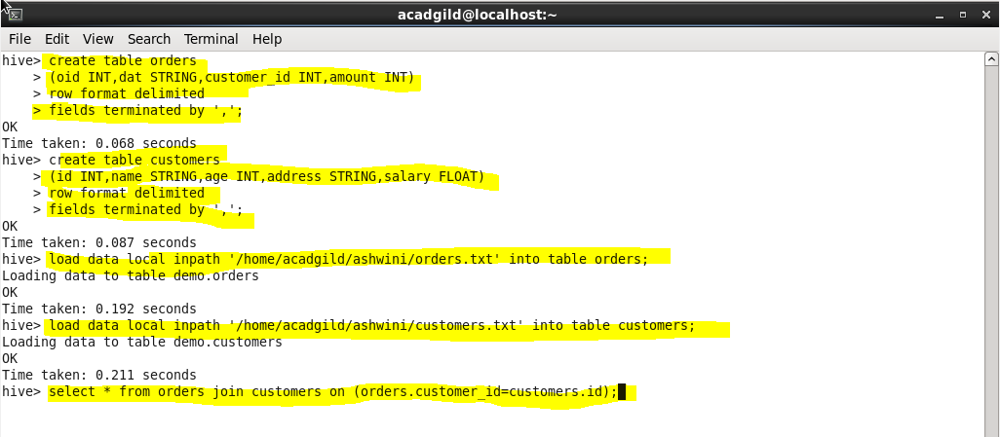 acadgild@localhost:~
File Edit View Search Terminal Help
hive> create table orders
    > (oid INT,dat STRING,customer_id INT,amount INT)
    > row format delimited
    > fields terminated by ',';
OK
Time taken: 0.068 seconds
hive> create table customers
    > (id INT,name STRING,age INT,address STRING,salary FLOAT)
    > row format delimited
    > fields terminated by ',';
OK
Time taken: 0.087 seconds
hive> load data local inpath '/home/acadgild/ashwini/orders.txt' into table orders;
Loading data to table demo.orders
OK
Time taken: 0.192 seconds
hive> load data local inpath '/home/acadgild/ashwini/customers.txt' into table customers;
Loading data to table demo.customers
OK
Time taken: 0.211 seconds
hive> select * from orders join customers on (orders.customer_id=customers.id);